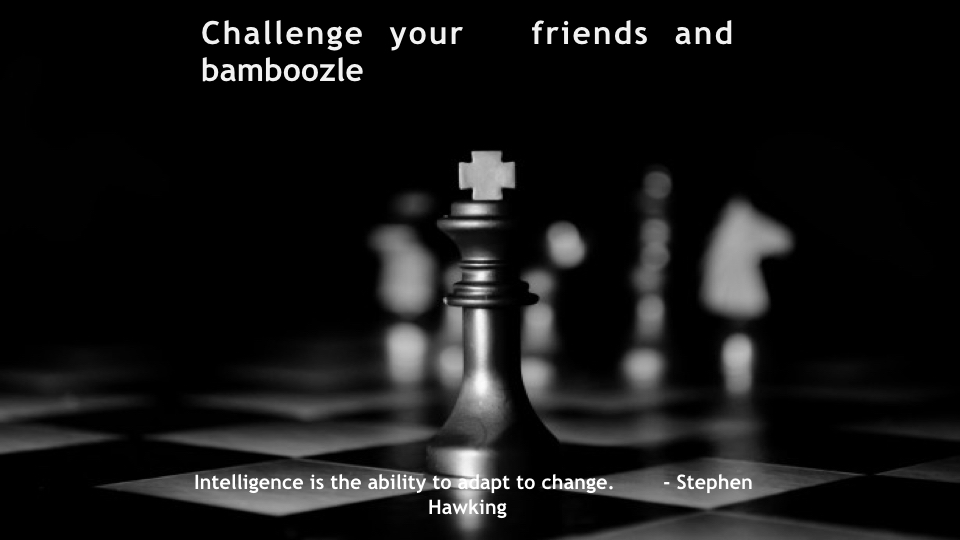 Challenge your friends and
bamboozle
Intelligence is the ability to adapt to change. - Stephen
Hawking